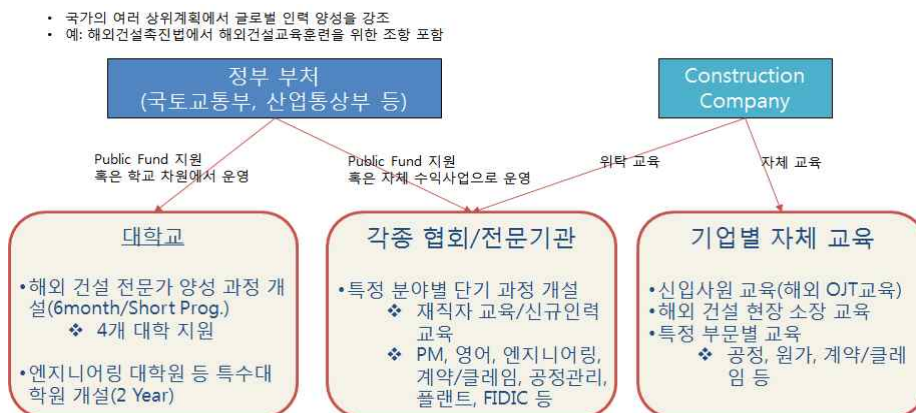 • 국가의 여러 상위계획에서 글로벌 인력 양성을 강조
• 예: 해외건설촉진법에서 해외건설교육훈련을 위한 조항 포함
정부 부처
(국토교통부, 산업통상부 등)
Construction
Company
Public Fund 지원
혹은 학교 차원에서 운영
Public Fund 지원
혹은 자체 수익사업으로 운영
위탁 교육
자체 교육
대학교
•해외 건설 전문가 양성 과정 개
설(6month/Short Prog.)
❖ 4개 대학 지원
•엔지니어링 대학원 등 특수대
학원 개설(2 Year)
각종 협회/전문기관
•특정 분야별 단기 과정 개설
❖ 재직자 교육/신규인력
교육
❖ PM, 영어, 엔지니어링,
계약/클레임, 공정관리,
플랜트, FIDIC 등
기업별 자체 교육
•신입사원 교육(해외 OJT교육)
•해외 건설 현장 소장 교육
•특정 부문별 교육
❖ 공정, 원가, 계약/클레
임 등